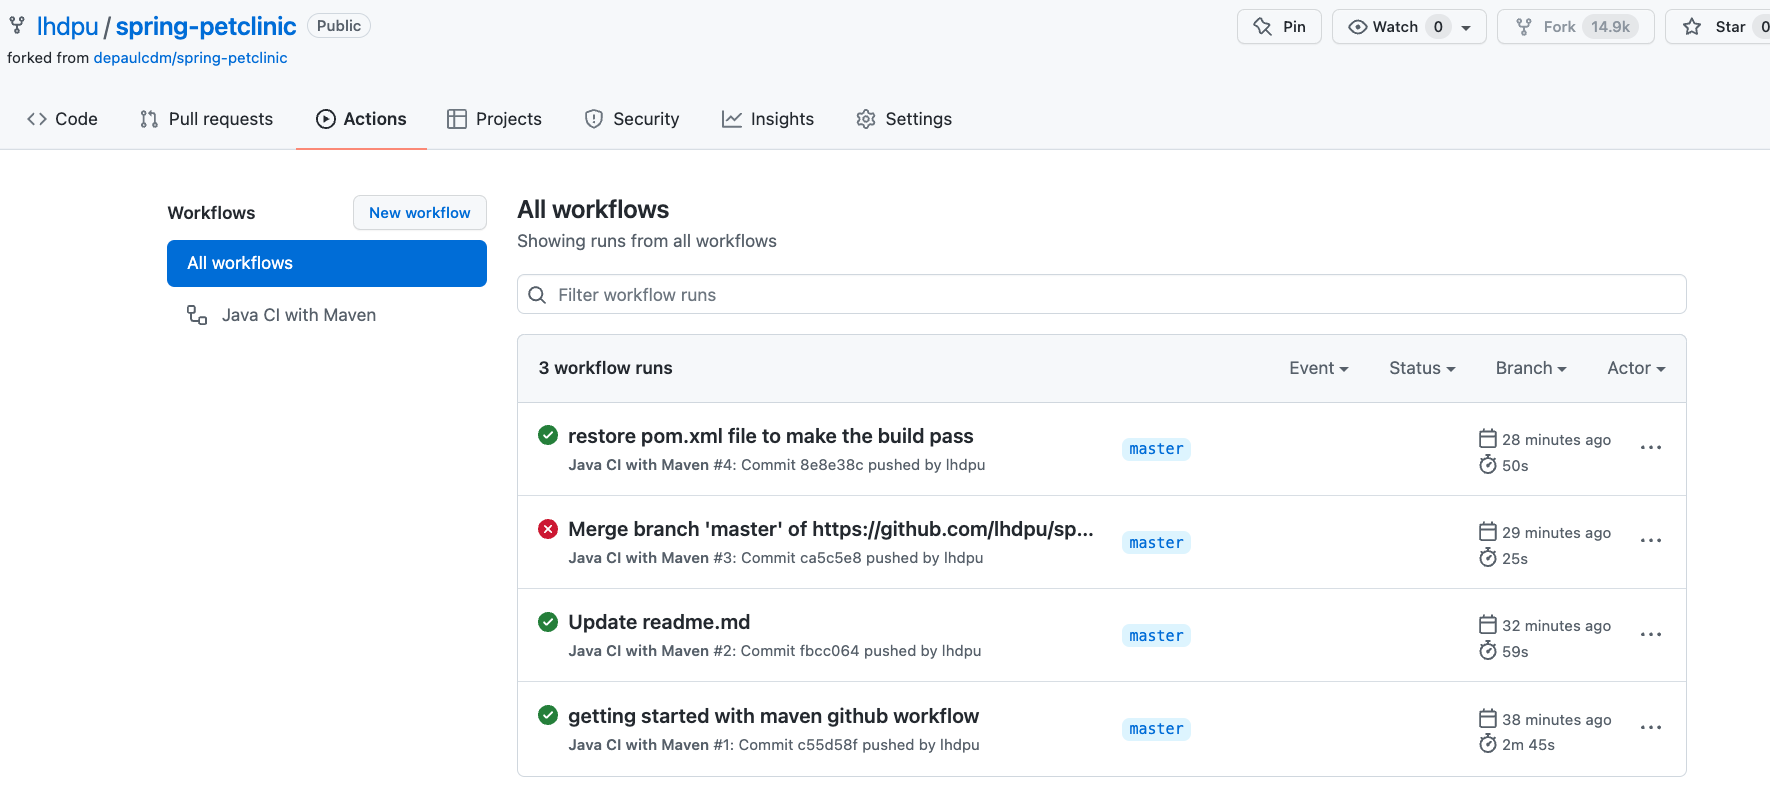 lhdpu / spring-petclinic Public Pin Watch 0 Fork 14.9k Star 0
forked from depaulcdm/spring-petclinic
Code Pull requests Actions Projects Security Insights Settings
Workflows New workflow
All workflows
Java CI with Maven
All workflows
Showing runs from all workflows
Filter workflow runs
3 workflow runs Event Status Branch Actor
restore pom.xml file to make the build pass
Java CI with Maven #4: Commit 8e8e38c pushed by lhdpu
master
28 minutes ago
50s
Merge branch 'master' of https://github.com/lhdpu/sp...
Java CI with Maven #3: Commit ca5c5e8 pushed by lhdpu
master
29 minutes ago
25s
Update readme.md
Java CI with Maven #2: Commit fbcc064 pushed by lhdpu
master
32 minutes ago
59s
getting started with maven github workflow
Java CI with Maven #1: Commit c55d58f pushed by lhdpu
master
38 minutes ago
2m 45s